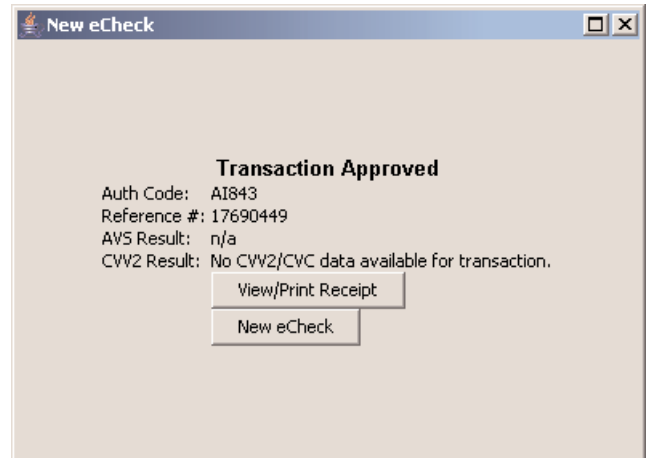 New eCheck
Transaction Approved
Auth Code: AI843
Reference #: 17690449
AVS Result: n/a
CVV2 Result: No CVV2/CVC data available for transaction.
View/Print Receipt
New eCheck